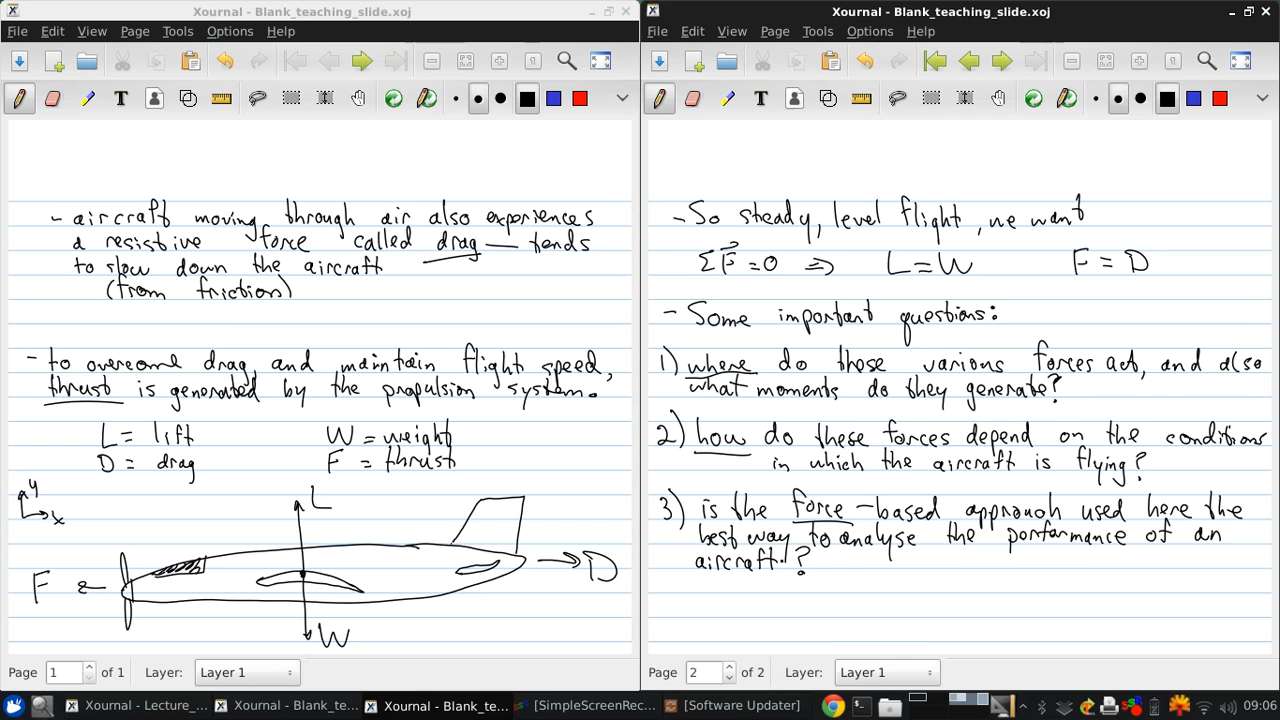 Xournal - Blank_teaching_slide.xoj
File Edit View Page Tools Options Help
- aircraft moving through air also experiences
a resistive force called drag — tends
to slow down the aircraft
(from friction)
- to overcome drag and maintain flight speed,
thrust is generated by the propulsion system.
L = lift W = weight
D = drag F = thrust
y
x
L
F
D
W
Page 1 of 1 Layer: Layer 1
Xournal - Blank_teaching_slide.xoj
File Edit View Page Tools Options Help
- So steady, level flight, we want
ΣF⃗ = 0 ⇒ L = W F = D
- Some important questions:
1) where do these various forces act, and also
what moments do they generate?
2) how do these forces depend on the conditions
in which the aircraft is flying?
3) is the force-based approach used here the
best way to analyse the performance of an
aircraft?
Page 2 of 2 Layer: Layer 1
Xournal - Lecture_... Xournal - Blank_te... Xournal - Blank_te... [SimpleScreenRec... [Software Updater] 09:06